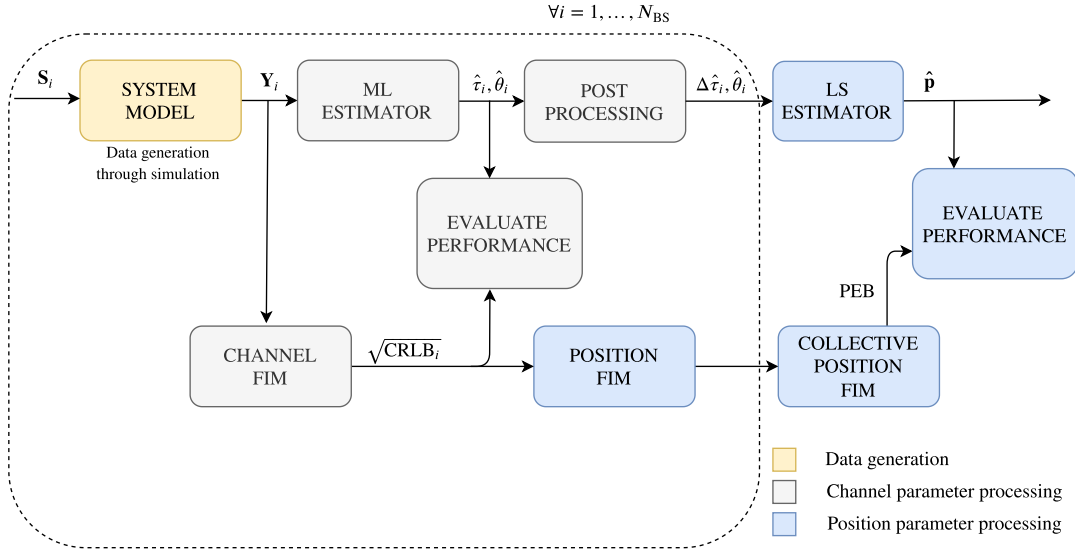 ∀i = 1, … , N_BS
S_i
SYSTEM
MODEL
Data generation
through simulation
Y_i
ML
ESTIMATOR
τ̂_i, θ̂_i
POST
PROCESSING
Δτ̂_i, θ̂_i
LS
ESTIMATOR
p̂
EVALUATE
PERFORMANCE
EVALUATE
PERFORMANCE
PEB
CHANNEL
FIM
√CRLB_i
POSITION
FIM
COLLECTIVE
POSITION
FIM
Data generation
Channel parameter processing
Position parameter processing